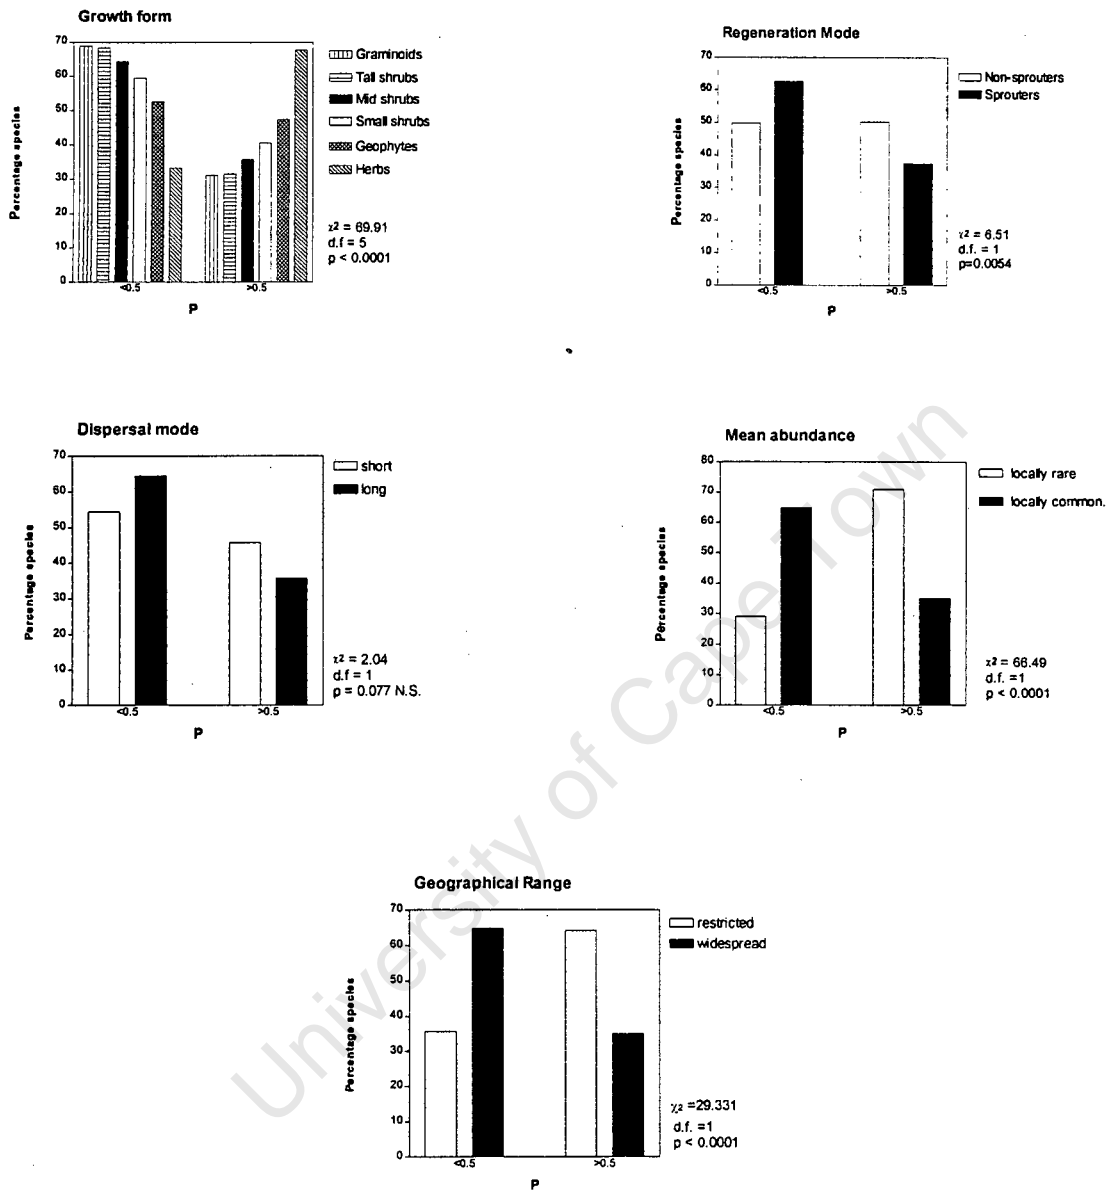 Growth form
Percentage species
70
60
50
40
30
20
10
0
<0.5
>0.5
P
Graminoids
Tall shrubs
Mid shrubs
Small shrubs
Geophytes
Herbs
χ2 = 69.91
d.f = 5
p < 0.0001
Regeneration Mode
Percentage species
70
60
50
40
30
20
10
0
<0.5
>0.5
P
Non-sprouters
Sprouters
χ2 = 6.51
d.f. = 1
p=0.0054
Dispersal mode
Percentage species
70
60
50
40
30
20
10
0
<0.5
>0.5
P
short
long
χ2 = 2.04
d.f = 1
p = 0.077 N.S.
Mean abundance
Percentage species
80
70
60
50
40
30
20
10
0
<0.5
>0.5
P
locally rare
locally common.
χ2 = 66.49
d.f. =1
p < 0.0001
Geographical Range
Percentage species
70
60
50
40
30
20
10
0
<0.5
>0.5
P
restricted
widespread
χ2 =29.331
d.f. =1
p < 0.0001
University of Cape Town